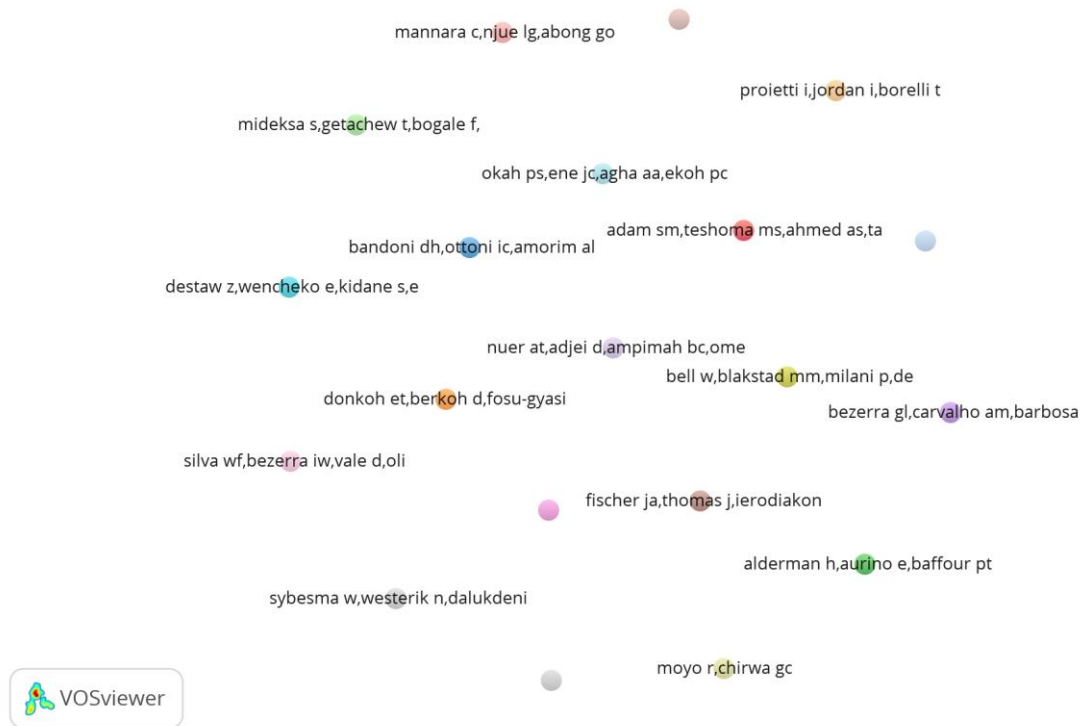 mannara c,njue lg,abong go
proietti i,jordan i,borelli t
mideksa s,getachew t,bogale f,
okah ps,ene jc,agha aa,ekoh pc
adam sm,teshoma ms,ahmed as,ta
bandoni dh,ottoni ic,amorim al
destaw z,wencheko e,kidane s,e
nuer at,adjei d,ampimah bc,ome
bell w,blakstad mm,milani p,de
donkoh et,berkoh d,fosu-gyasi
bezerra gl,carvalho am,barbosa
silva wf,bezerra iw,vale d,oli
fischer ja,thomas j,ierodiakon
alderman h,aurino e,baffour pt
sybesma w,westerik n,dalukdeni
moyo r,chirwa gc
VOSviewer